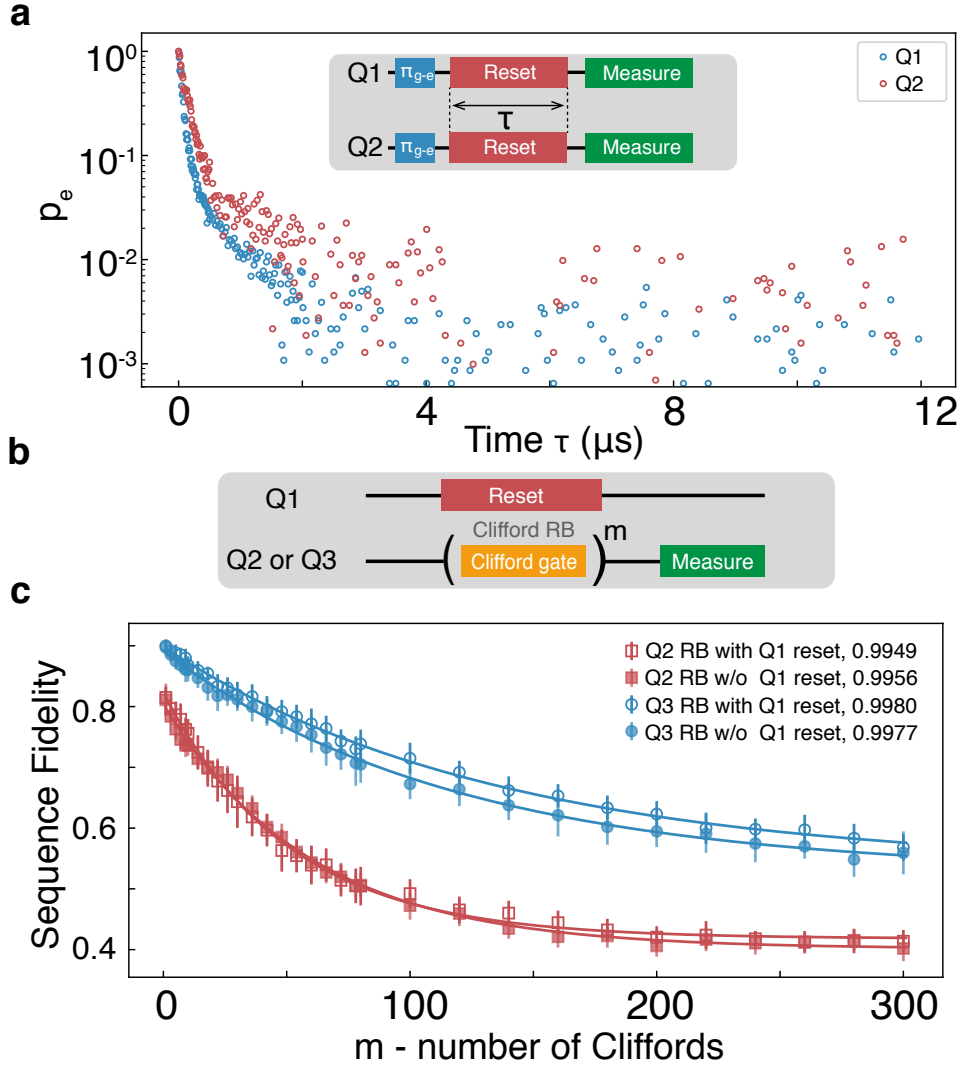 a
10⁰
10⁻¹
10⁻²
10⁻³
pₑ
Q1 π_g-e Reset Measure
τ
Q2 π_g-e Reset Measure
Q1
Q2
0 4 8 12
Time τ (μs)
b
Q1 Reset
Clifford RB
Q2 or Q3 ( Clifford gate ) m Measure
c
Q2 RB with Q1 reset, 0.9949
Q2 RB w/o Q1 reset, 0.9956
Q3 RB with Q1 reset, 0.9980
Q3 RB w/o Q1 reset, 0.9977
0.8
0.6
0.4
Sequence Fidelity
0 100 200 300
m - number of Cliffords